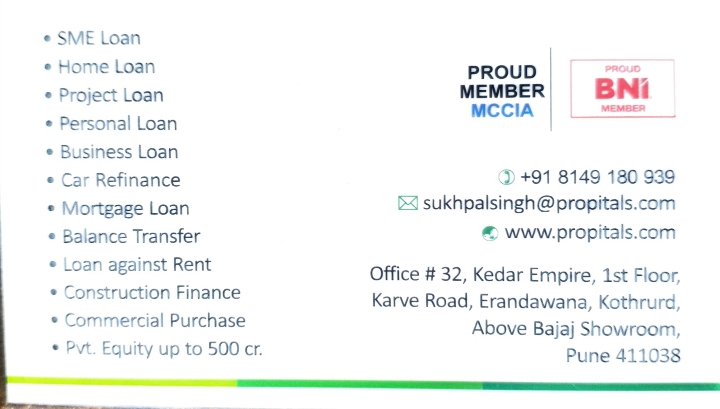 • SME Loan
• Home Loan
• Project Loan
• Personal Loan
• Business Loan
• Car Refinance
• Mortgage Loan
• Balance Transfer
• Loan against Rent
• Construction Finance
• Commercial Purchase
• Pvt. Equity up to 500 cr.
PROUD
MEMBER
MCCIA
PROUD
BNI
MEMBER
+91 8149 180 939
sukhpalsingh@propitals.com
www.propitals.com
Office # 32, Kedar Empire, 1st Floor,
Karve Road, Erandawana, Kothrurd,
Above Bajaj Showroom,
Pune 411038